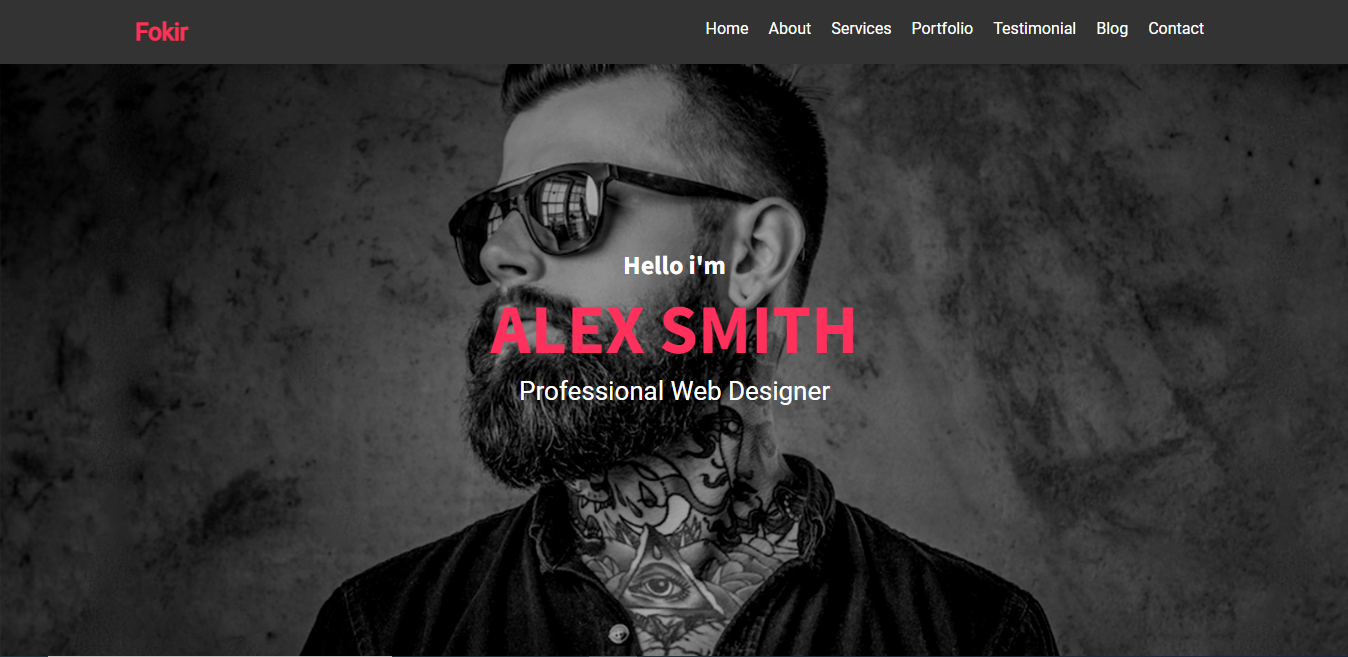 Fokir
Home About Services Portfolio Testimonial Blog Contact
Hello i'm
ALEX SMITH
Professional Web Designer